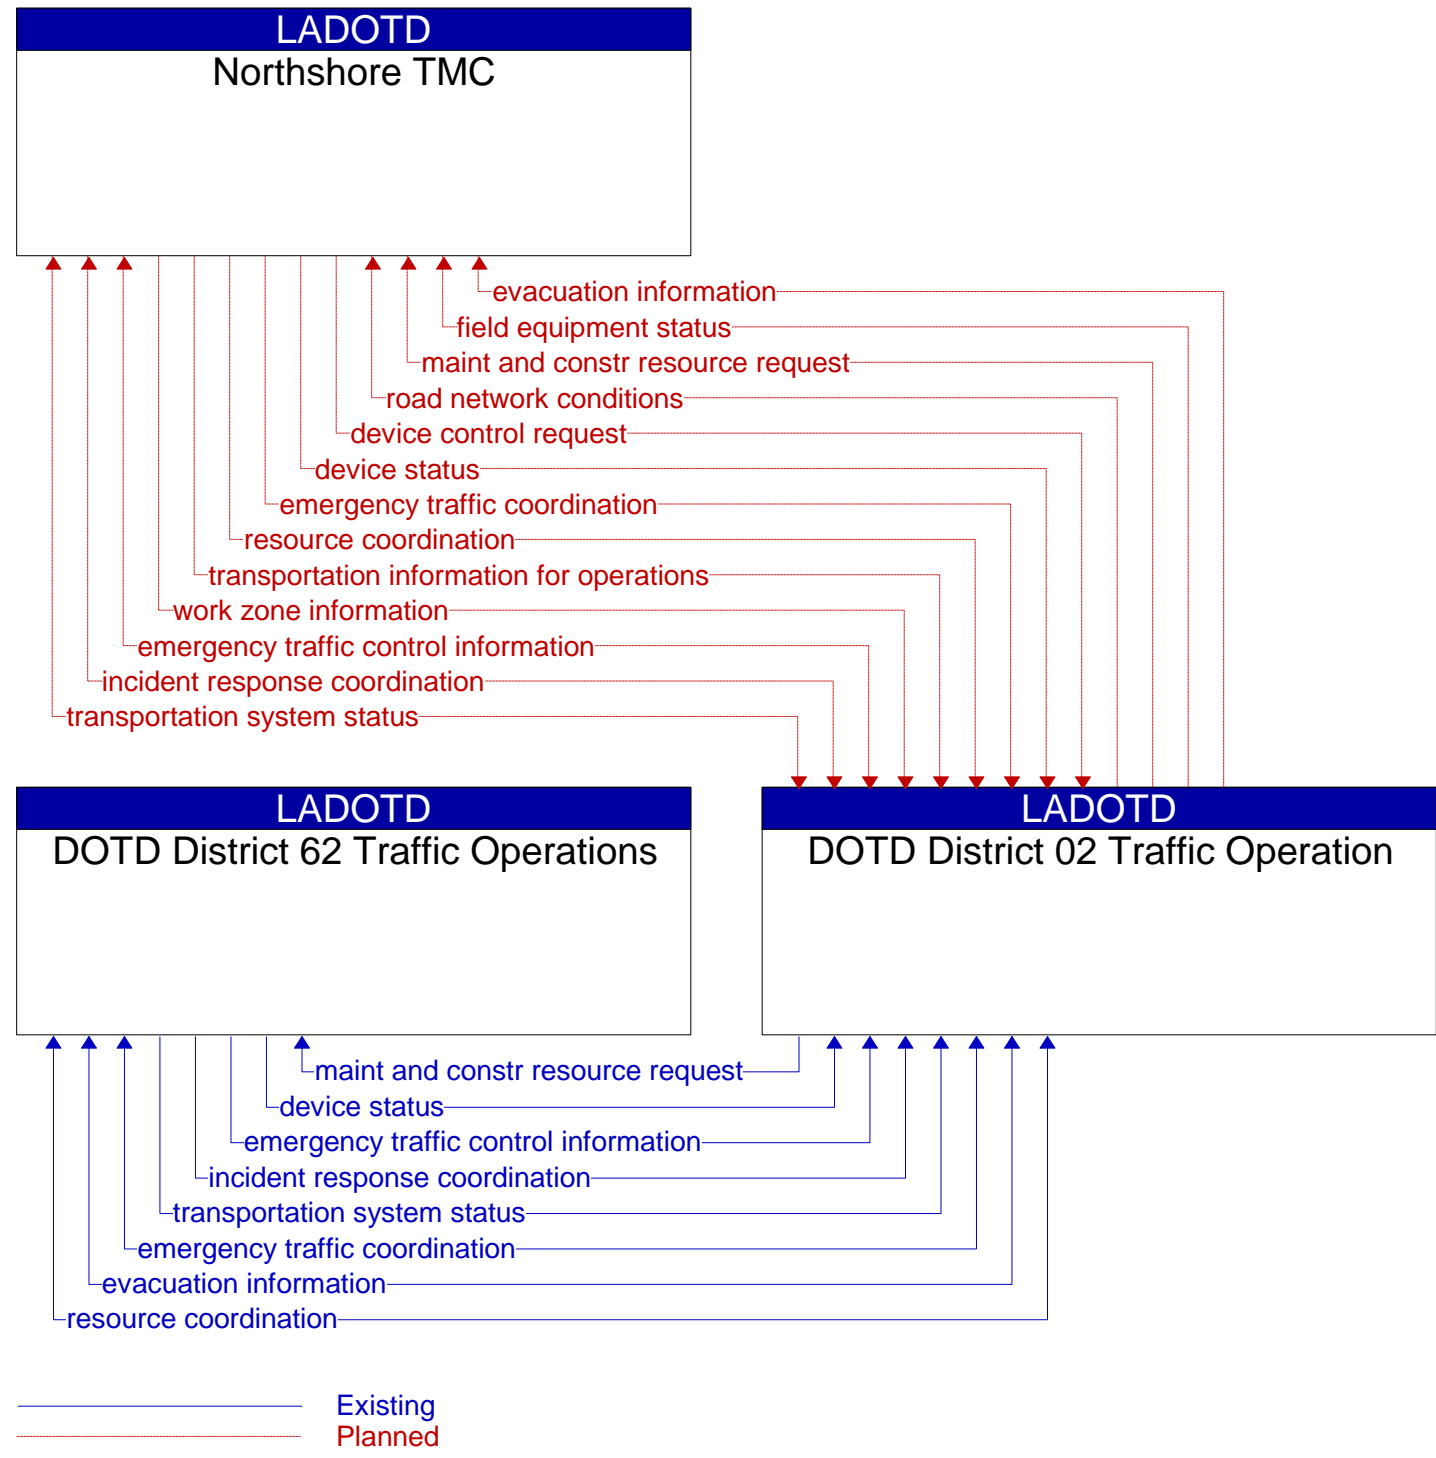 LADOTD
Northshore TMC
evacuation information
field equipment status
maint and constr resource request
road network conditions
device control request
device status
emergency traffic coordination
resource coordination
transportation information for operations
work zone information
emergency traffic control information
incident response coordination
transportation system status
LADOTD
DOTD District 62 Traffic Operations
LADOTD
DOTD District 02 Traffic Operation
maint and constr resource request
device status
emergency traffic control information
incident response coordination
transportation system status
emergency traffic coordination
evacuation information
resource coordination
Existing
Planned